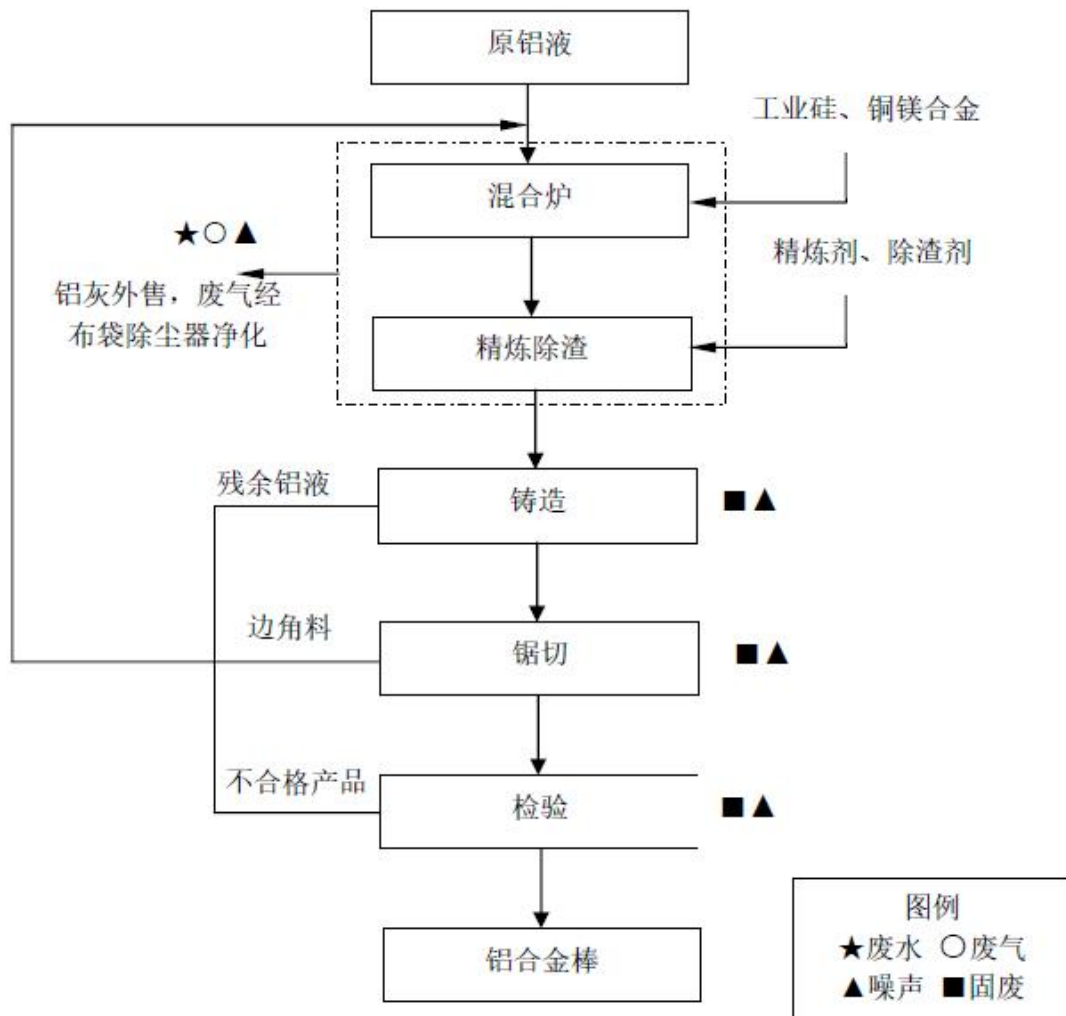 原铝液
工业硅、铜镁合金
混合炉
★○▲
精炼剂、除渣剂
铝灰外售，废气经
布袋除尘器净化
精炼除渣
残余铝液
铸造
■▲
边角料
锯切
■▲
不合格产品
检验
■▲
铝合金棒
图例
★废水 ○废气
▲噪声 ■固废